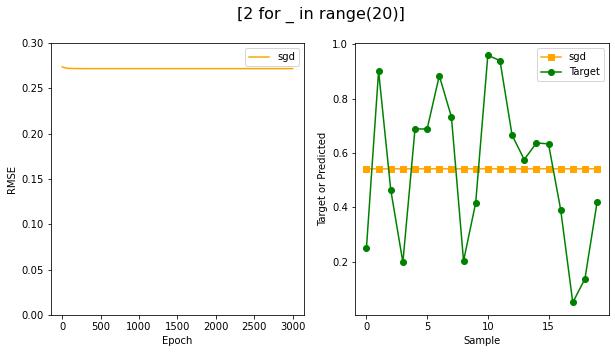 [2 for _ in range(20)]
0.30
0.25
0.20
0.15
0.10
0.05
0.00
RMSE
0 500 1000 1500 2000 2500 3000
Epoch
sgd
1.0
0.8
0.6
0.4
0.2
Target or Predicted
0 5 10 15
Sample
sgd
Target